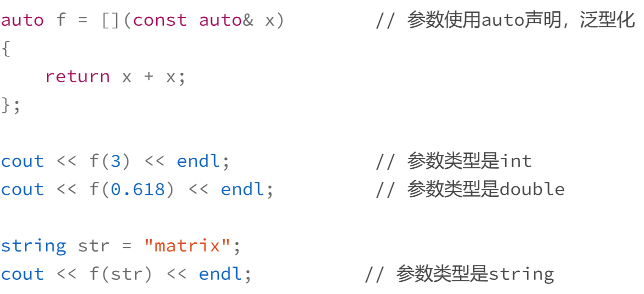 auto f = [](const auto& x)        // 参数使用auto声明，泛型化
{
    return x + x;
};
cout << f(3) << endl;             // 参数类型是int
cout << f(0.618) << endl;         // 参数类型是double
string str = "matrix";
cout << f(str) << endl;          // 参数类型是string